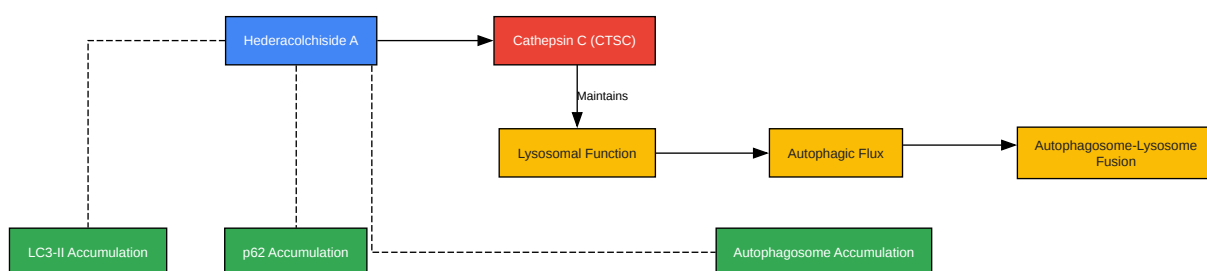 Hederacolchiside A
Cathepsin C (CTSC)
Maintains
Lysosomal Function
Autophagic Flux
Autophagosome-Lysosome
Fusion
LC3-II Accumulation
p62 Accumulation
Autophagosome Accumulation